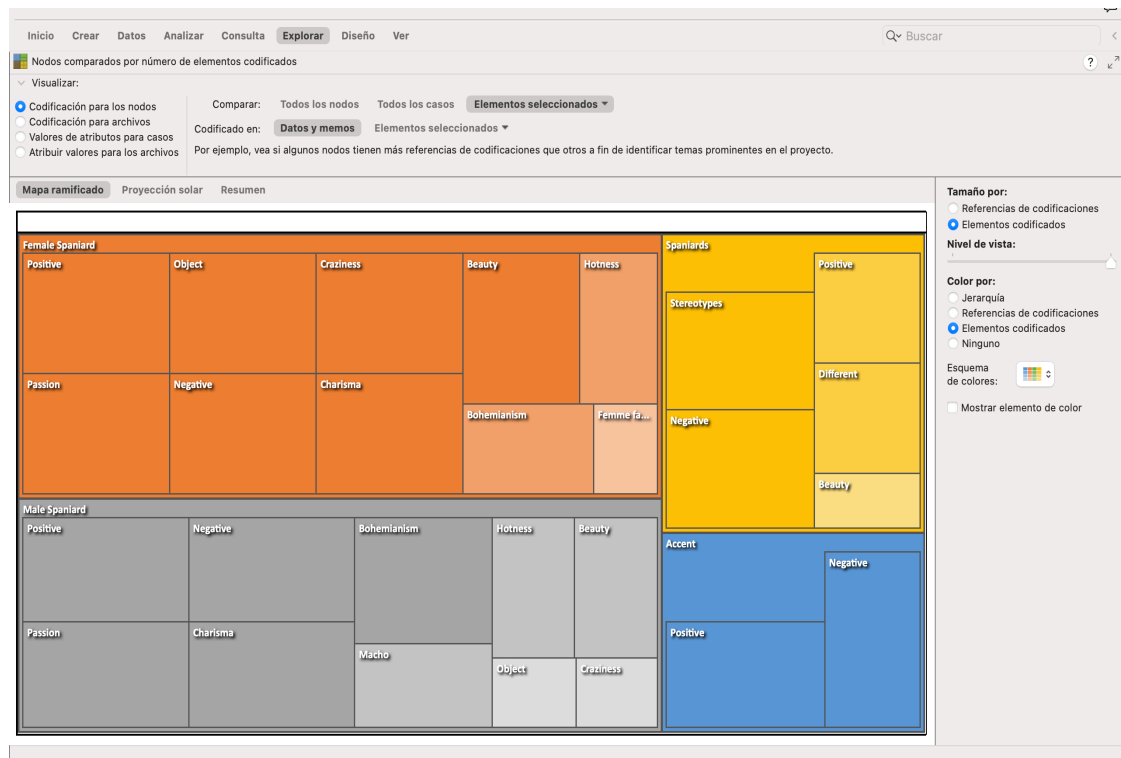 Inicio Crear Datos Analizar Consulta Explorar Diseño Ver Buscar
Nodos comparados por número de elementos codificados ?
Visualizar:
Codificación para los nodos
Codificación para archivos
Valores de atributos para casos
Atribuir valores para los archivos
Comparar: Todos los nodos Todos los casos Elementos seleccionados
Codificado en: Datos y memos Elementos seleccionados
Por ejemplo, vea si algunos nodos tienen más referencias de codificaciones que otros a fin de identificar temas prominentes en el proyecto.
Mapa ramificado Proyección solar Resumen
Female Spaniard
Positive Object Craziness Beauty Hotness
Passion Negative Charisma
Bohemianism Femme fa...
Male Spaniard
Positive Negative Bohemianism Hotness Beauty
Passion Charisma
Macho
Object Craziness
Spaniards
Positive
Stereotypes
Different
Negative
Beauty
Accent
Negative
Positive
Tamaño por:
Referencias de codificaciones
Elementos codificados
Nivel de vista:
Color por:
Jerarquía
Referencias de codificaciones
Elementos codificados
Ninguno
Esquema
de colores:
Mostrar elemento de color